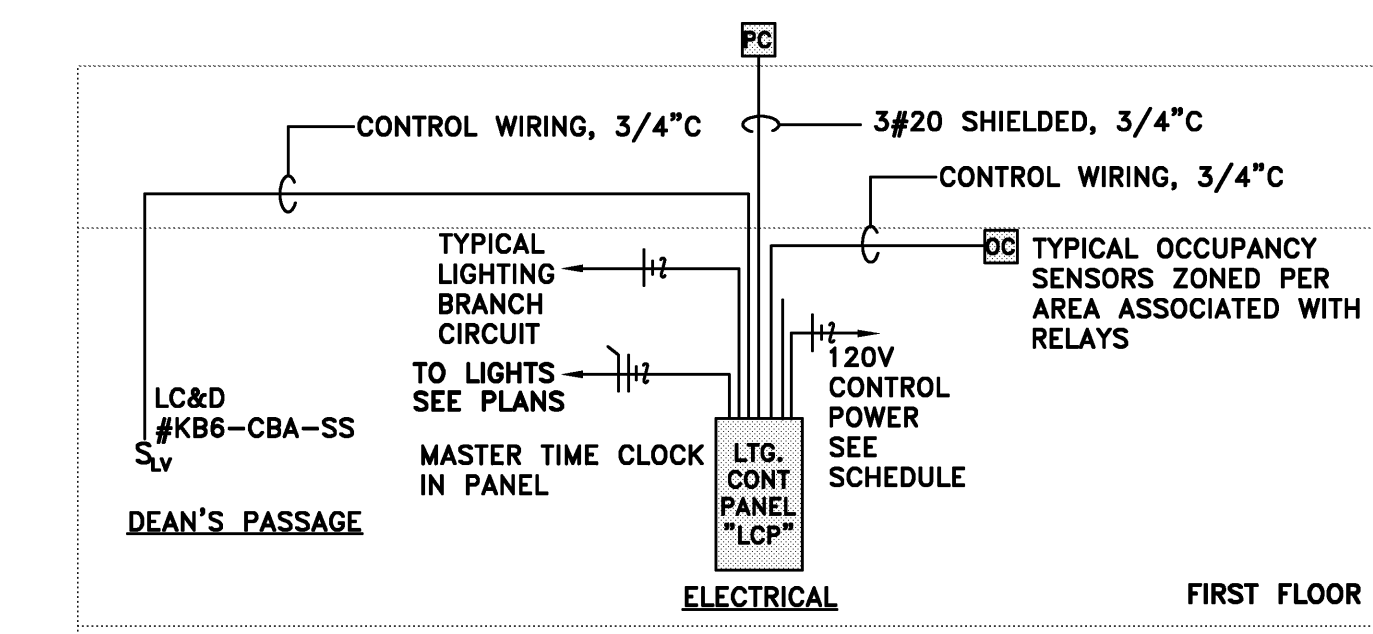 PC
CONTROL WIRING, 3/4"C
3#20 SHIELDED, 3/4"C
CONTROL WIRING, 3/4"C
TYPICAL
LIGHTING
BRANCH
CIRCUIT
OC
TYPICAL OCCUPANCY
SENSORS ZONED PER
AREA ASSOCIATED WITH
RELAYS
TO LIGHTS
SEE PLANS
120V
CONTROL
POWER
SEE
SCHEDULE
LC&D
#KB6-CBA-SS
SLV
DEAN'S PASSAGE
MASTER TIME CLOCK
IN PANEL
LTG.
CONT
PANEL
"LCP"
ELECTRICAL
FIRST FLOOR